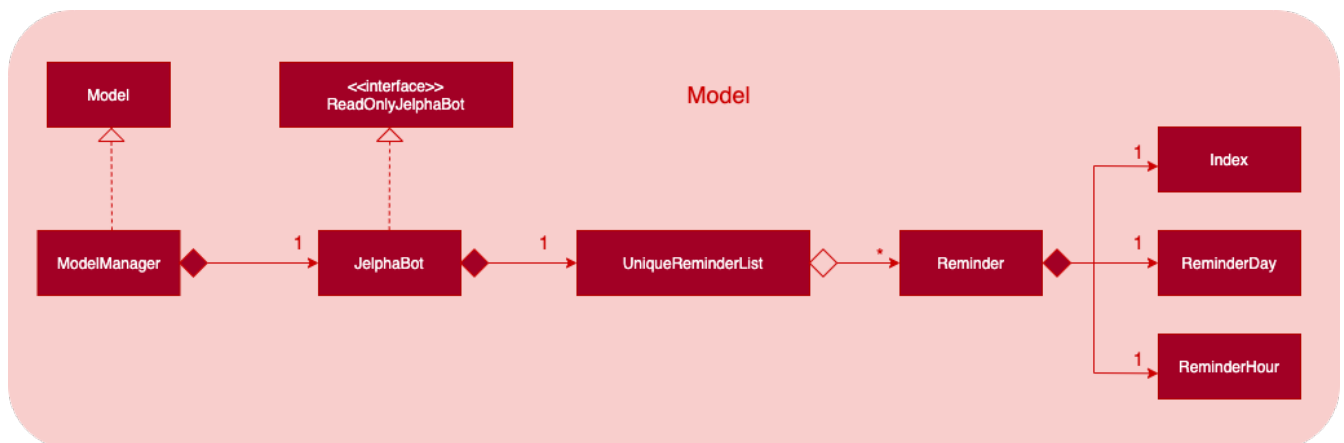 Model
<<interface>>
ReadOnlyJelphaBot
Model
1
Index
ModelManager
1
JelphaBot
1
UniqueReminderList
*
Reminder
1
ReminderDay
1
ReminderHour